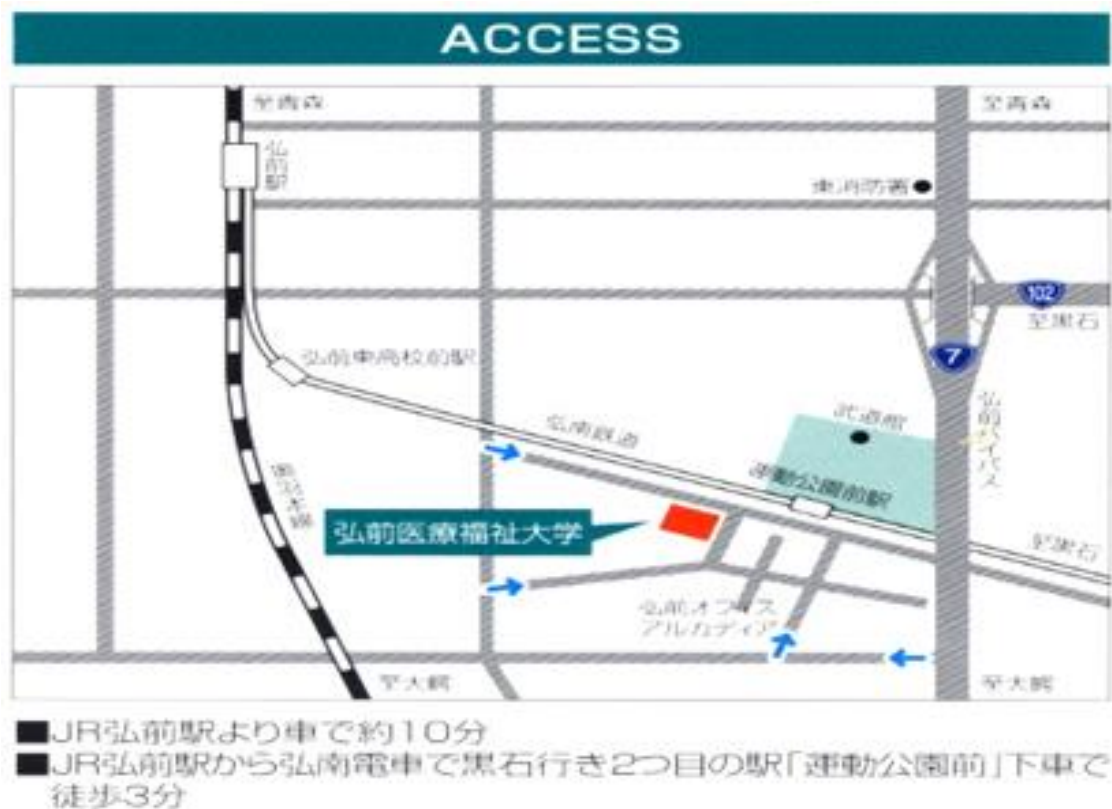 ACCESS
至青森
至青森
弘前駅
東消防署
102
至黒石
7
弘前東高校前駅
弘前バイパス
武道館
弘南鉄道
運動公園前駅
弘前医療福祉大学
至黒石
弘前オフィス
アルカディア
至大鰐
至大鰐
■JR弘前駅より車で約10分
■JR弘前駅から弘南電車で黒石行き2つ目の駅「運動公園前」下車で
徒歩3分